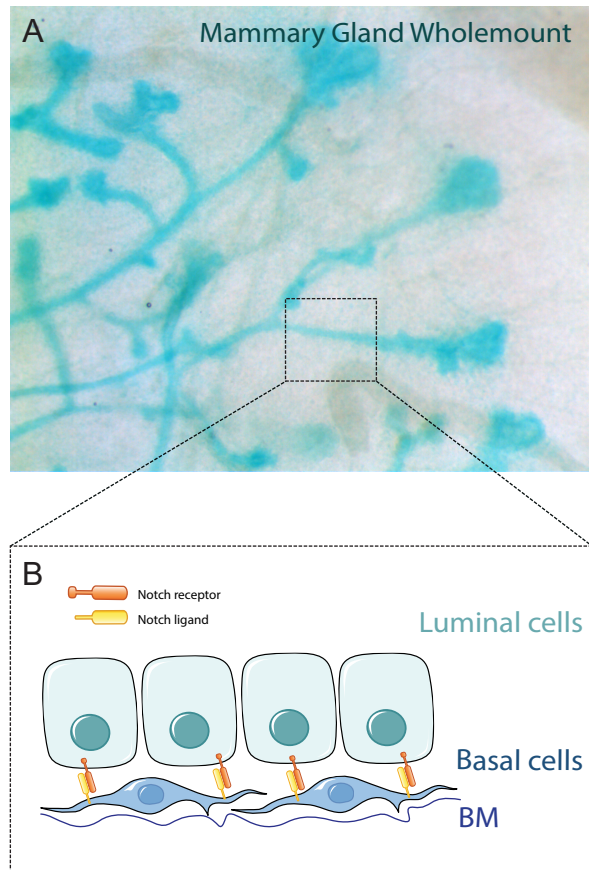 A
Mammary Gland Wholemount
B
Notch receptor
Notch ligand
Luminal cells
Basal cells
BM